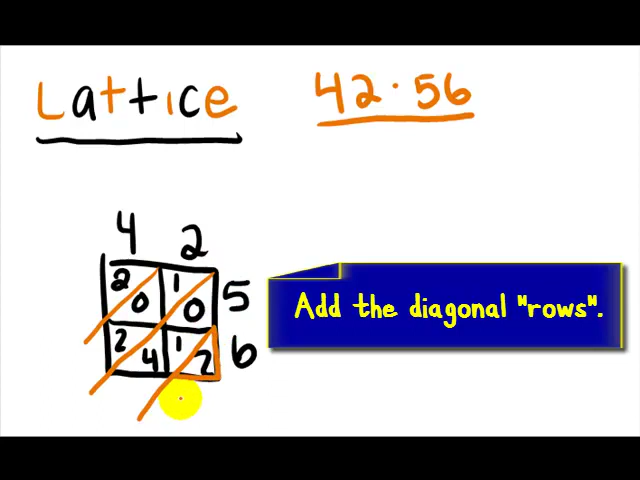 Lattice
42 · 56
4 2
2 0 1 0 5
2 4 1 2 6
Add the diagonal "rows".